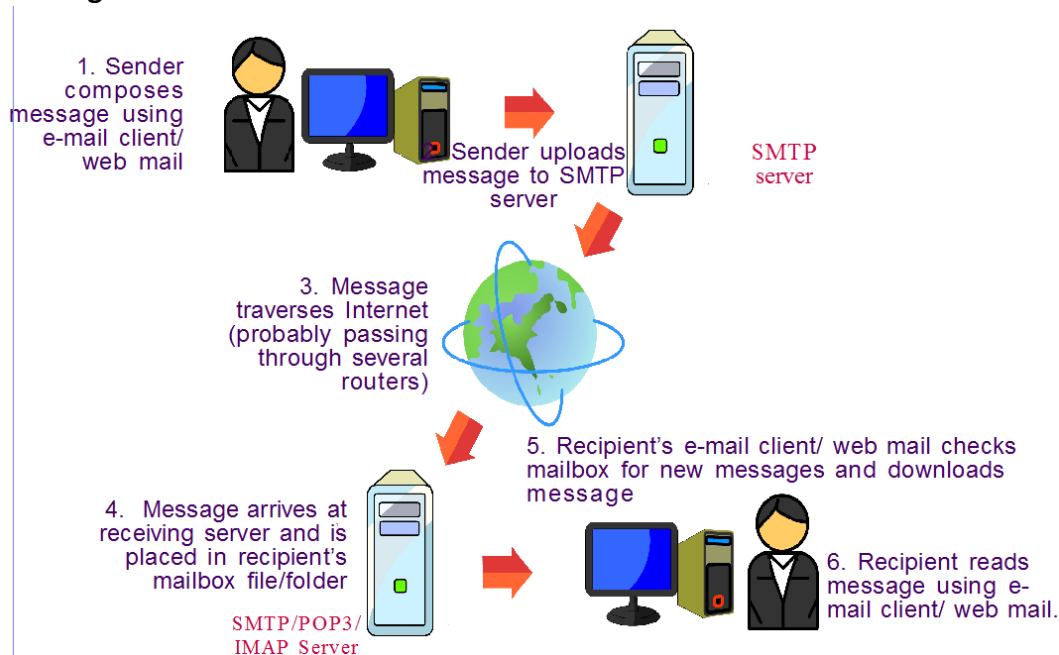 1. Sender
composes
message using
e-mail client/
web mail
Sender uploads
message to SMTP
server
SMTP
server
3. Message
traverses Internet
(probably passing
through several
routers)
5. Recipient’s e-mail client/ web mail checks
mailbox for new messages and downloads
message
4. Message arrives at
receiving server and is
placed in recipient’s
mailbox file/folder
SMTP/POP3/
IMAP Server
6. Recipient reads
message using e-
mail client/ web mail.